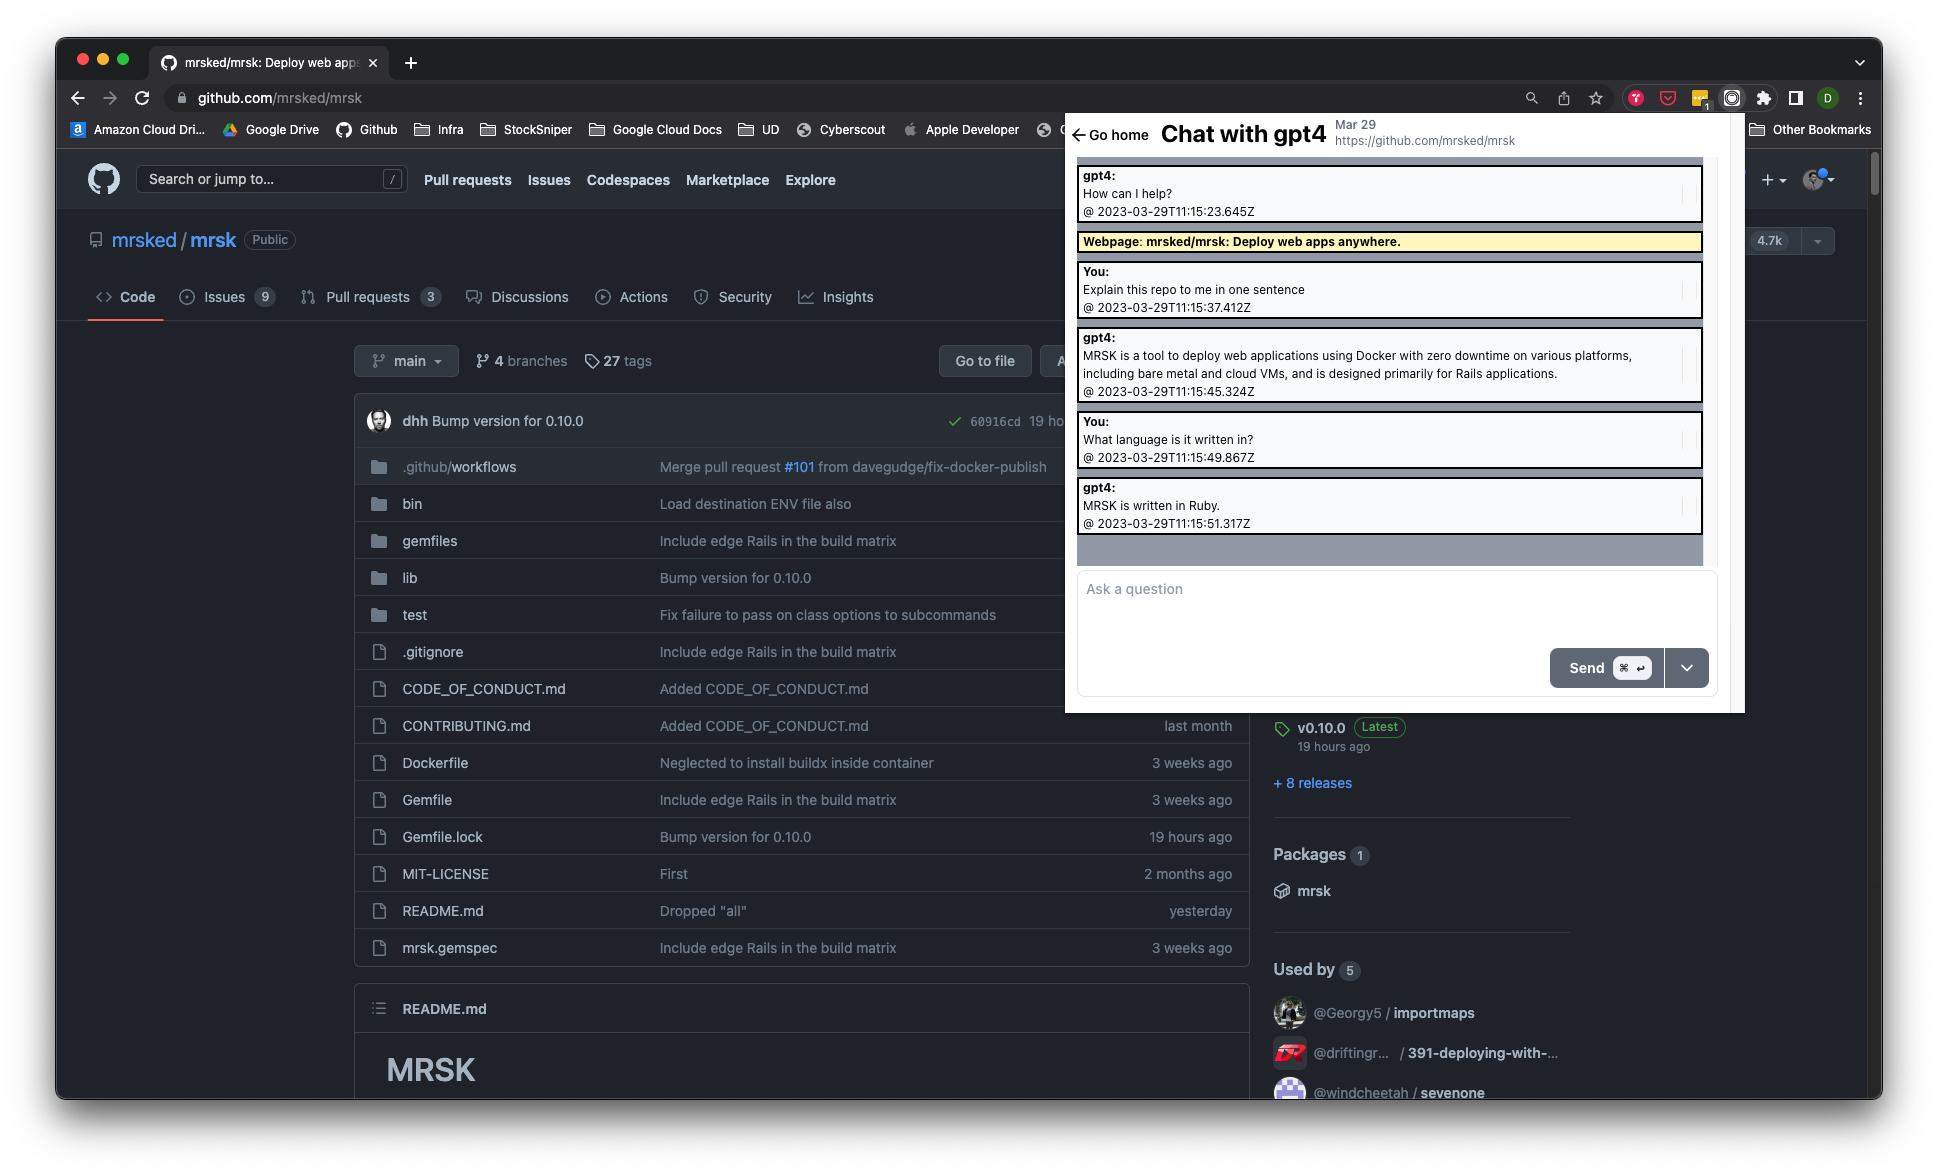 mrsked/mrsk: Deploy web apps
github.com/mrsked/mrsk
1
D
Amazon Cloud Dri...
Google Drive
Github
Infra
StockSniper
Google Cloud Docs
UD
Cyberscout
Apple Developer
Other Bookmarks
Search or jump to...
/
Pull requests
Issues
Codespaces
Marketplace
Explore
mrsked / mrsk
Public
4.7k
Code
Issues 9
Pull requests 3
Discussions
Actions
Security
Insights
main
4 branches
27 tags
Go to file
A
dhh Bump version for 0.10.0
60916cd 19 ho
.github/workflows
Merge pull request #101 from davegudge/fix-docker-publish
bin
Load destination ENV file also
gemfiles
Include edge Rails in the build matrix
lib
Bump version for 0.10.0
test
Fix failure to pass on class options to subcommands
.gitignore
Include edge Rails in the build matrix
CODE_OF_CONDUCT.md
Added CODE_OF_CONDUCT.md
CONTRIBUTING.md
Added CODE_OF_CONDUCT.md
last month
Dockerfile
Neglected to install buildx inside container
3 weeks ago
Gemfile
Include edge Rails in the build matrix
3 weeks ago
Gemfile.lock
Bump version for 0.10.0
19 hours ago
MIT-LICENSE
First
2 months ago
README.md
Dropped "all"
yesterday
mrsk.gemspec
Include edge Rails in the build matrix
3 weeks ago
README.md
MRSK
Go home
Chat with gpt4
Mar 29
https://github.com/mrsked/mrsk
gpt4:
How can I help?
@ 2023-03-29T11:15:23.645Z
Webpage: mrsked/mrsk: Deploy web apps anywhere.
You:
Explain this repo to me in one sentence
@ 2023-03-29T11:15:37.412Z
gpt4:
MRSK is a tool to deploy web applications using Docker with zero downtime on various platforms,
including bare metal and cloud VMs, and is designed primarily for Rails applications.
@ 2023-03-29T11:15:45.324Z
You:
What language is it written in?
@ 2023-03-29T11:15:49.867Z
gpt4:
MRSK is written in Ruby.
@ 2023-03-29T11:15:51.317Z
Ask a question
Send ⌘ ↩
v0.10.0 Latest
19 hours ago
+ 8 releases
Packages 1
mrsk
Used by 5
@Georgy5 / importmaps
@driftingr... / 391-deploying-with-...
@windcheetah / sevenone